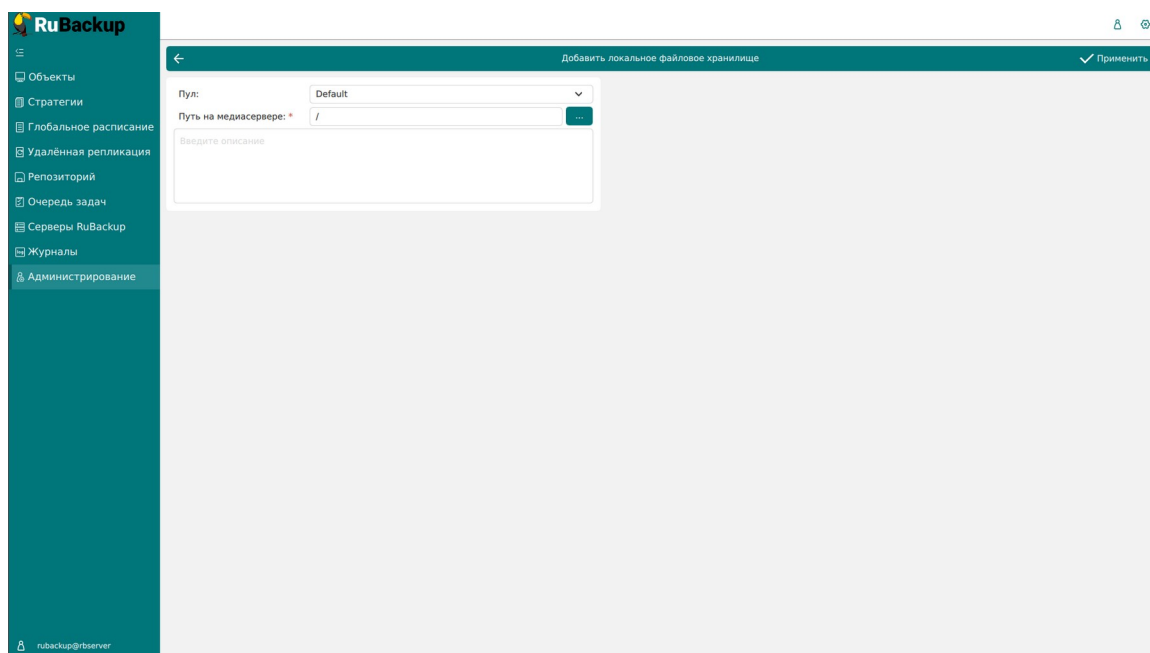 RuBackup
Добавить локальное файловое хранилище
Применить
Объекты
Стратегии
Глобальное расписание
Удалённая репликация
Репозиторий
Очередь задач
Серверы RuBackup
Журналы
Администрирование
Пул:
Default
Путь на медиасервере: *
/
...
Введите описание
rubackup@rbserver